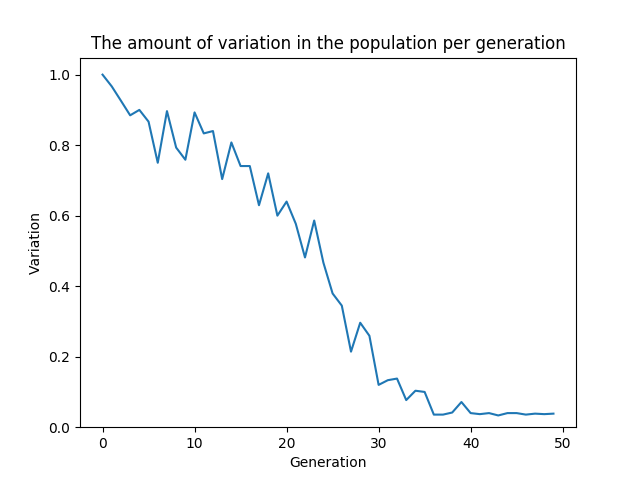 The amount of variation in the population per generation
1.0
0.8
0.6
0.4
0.2
0.0
Variation
0 10 20 30 40 50
Generation